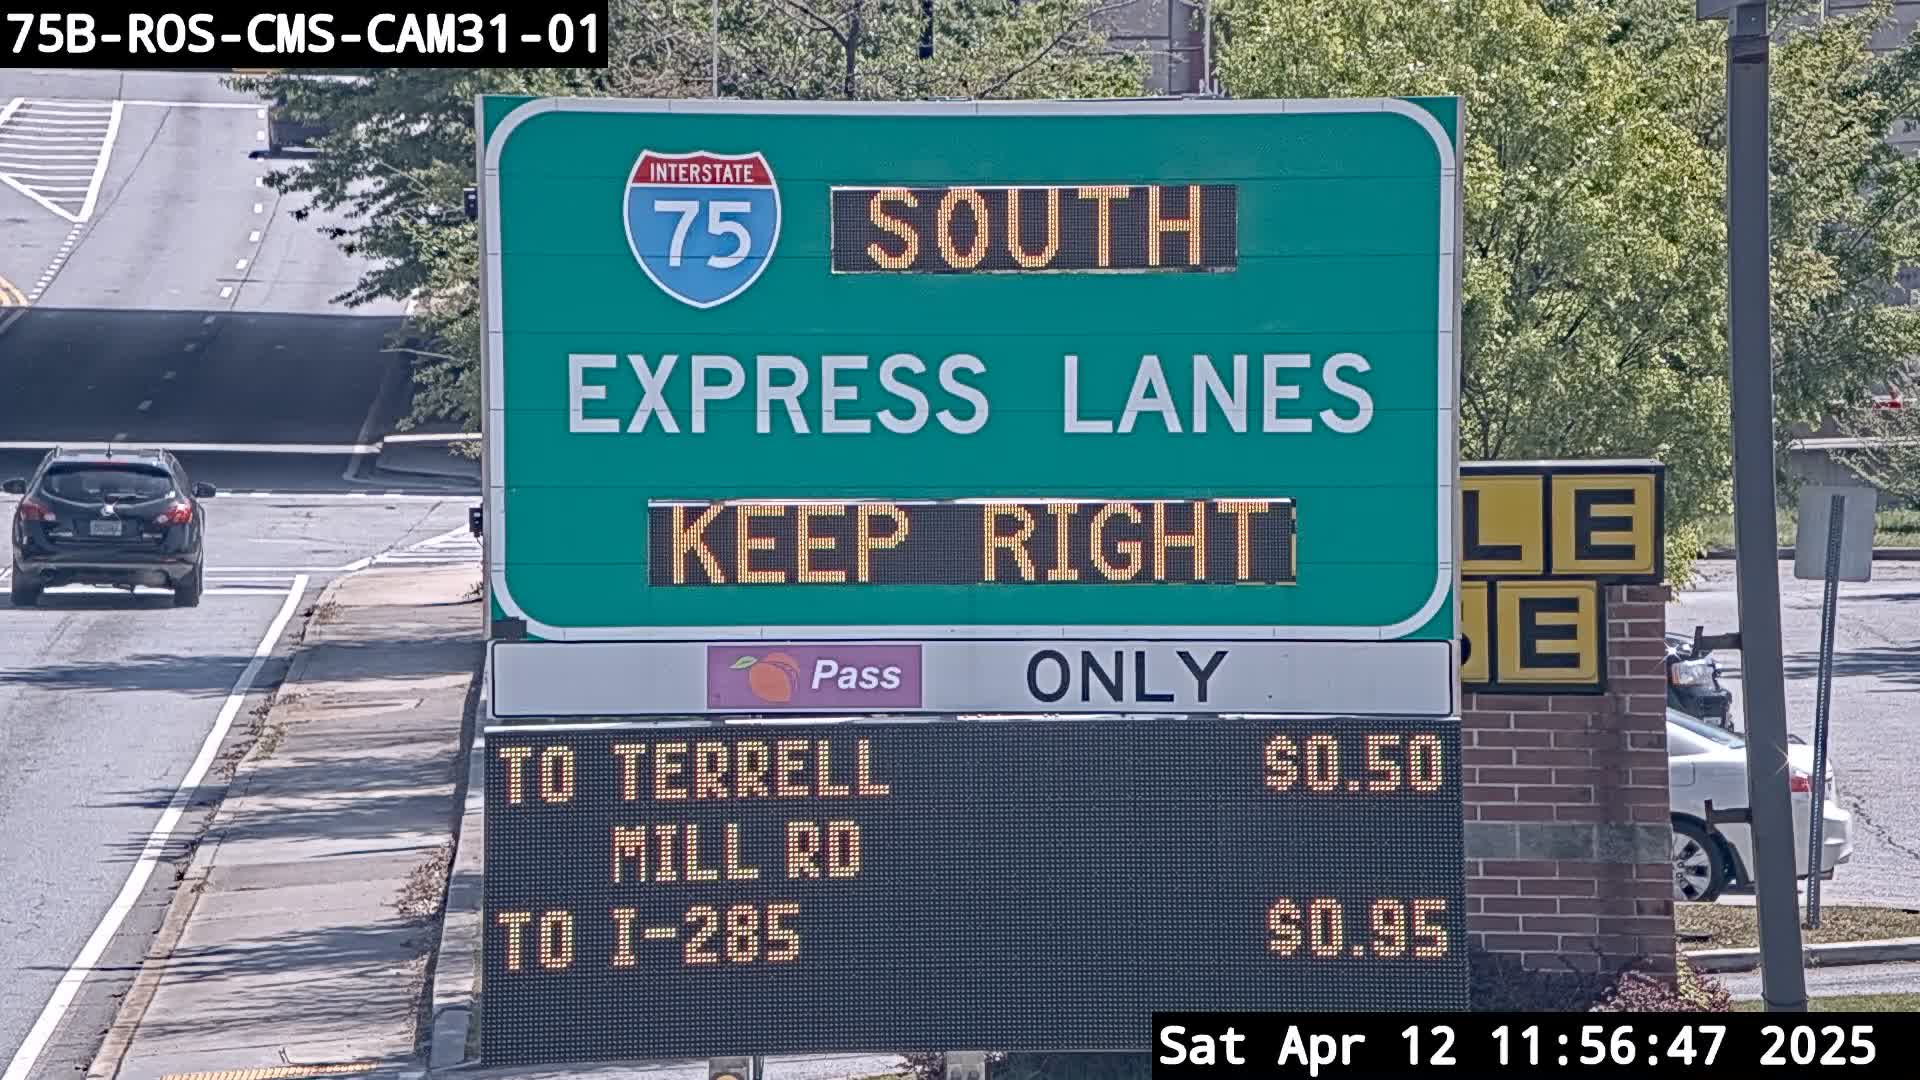 75B-ROS-CMS-CAM31-01
INTERSTATE
75
SOUTH
EXPRESS LANES
KEEP RIGHT
LE
E
Pass ONLY
TO TERRELL $0.50
MILL RD
TO I-285 $0.95
Sat Apr 12 11:56:47 2025